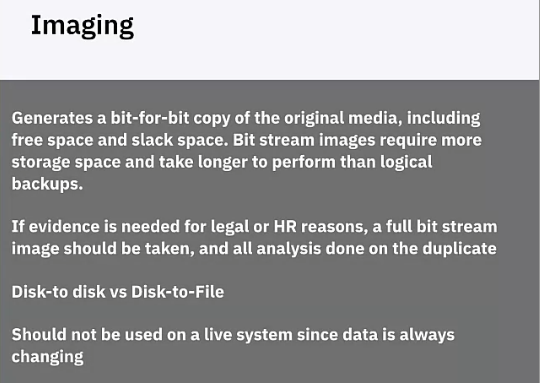 Imaging
Generates a bit-for-bit copy of the original media, including
free space and slack space. Bit stream images require more
storage space and take longer to perform than logical
backups.
If evidence is needed for legal or HR reasons, a full bit stream
image should be taken, and all analysis done on the duplicate
Disk-to disk vs Disk-to-File
Should not be used on a live system since data is always
changing